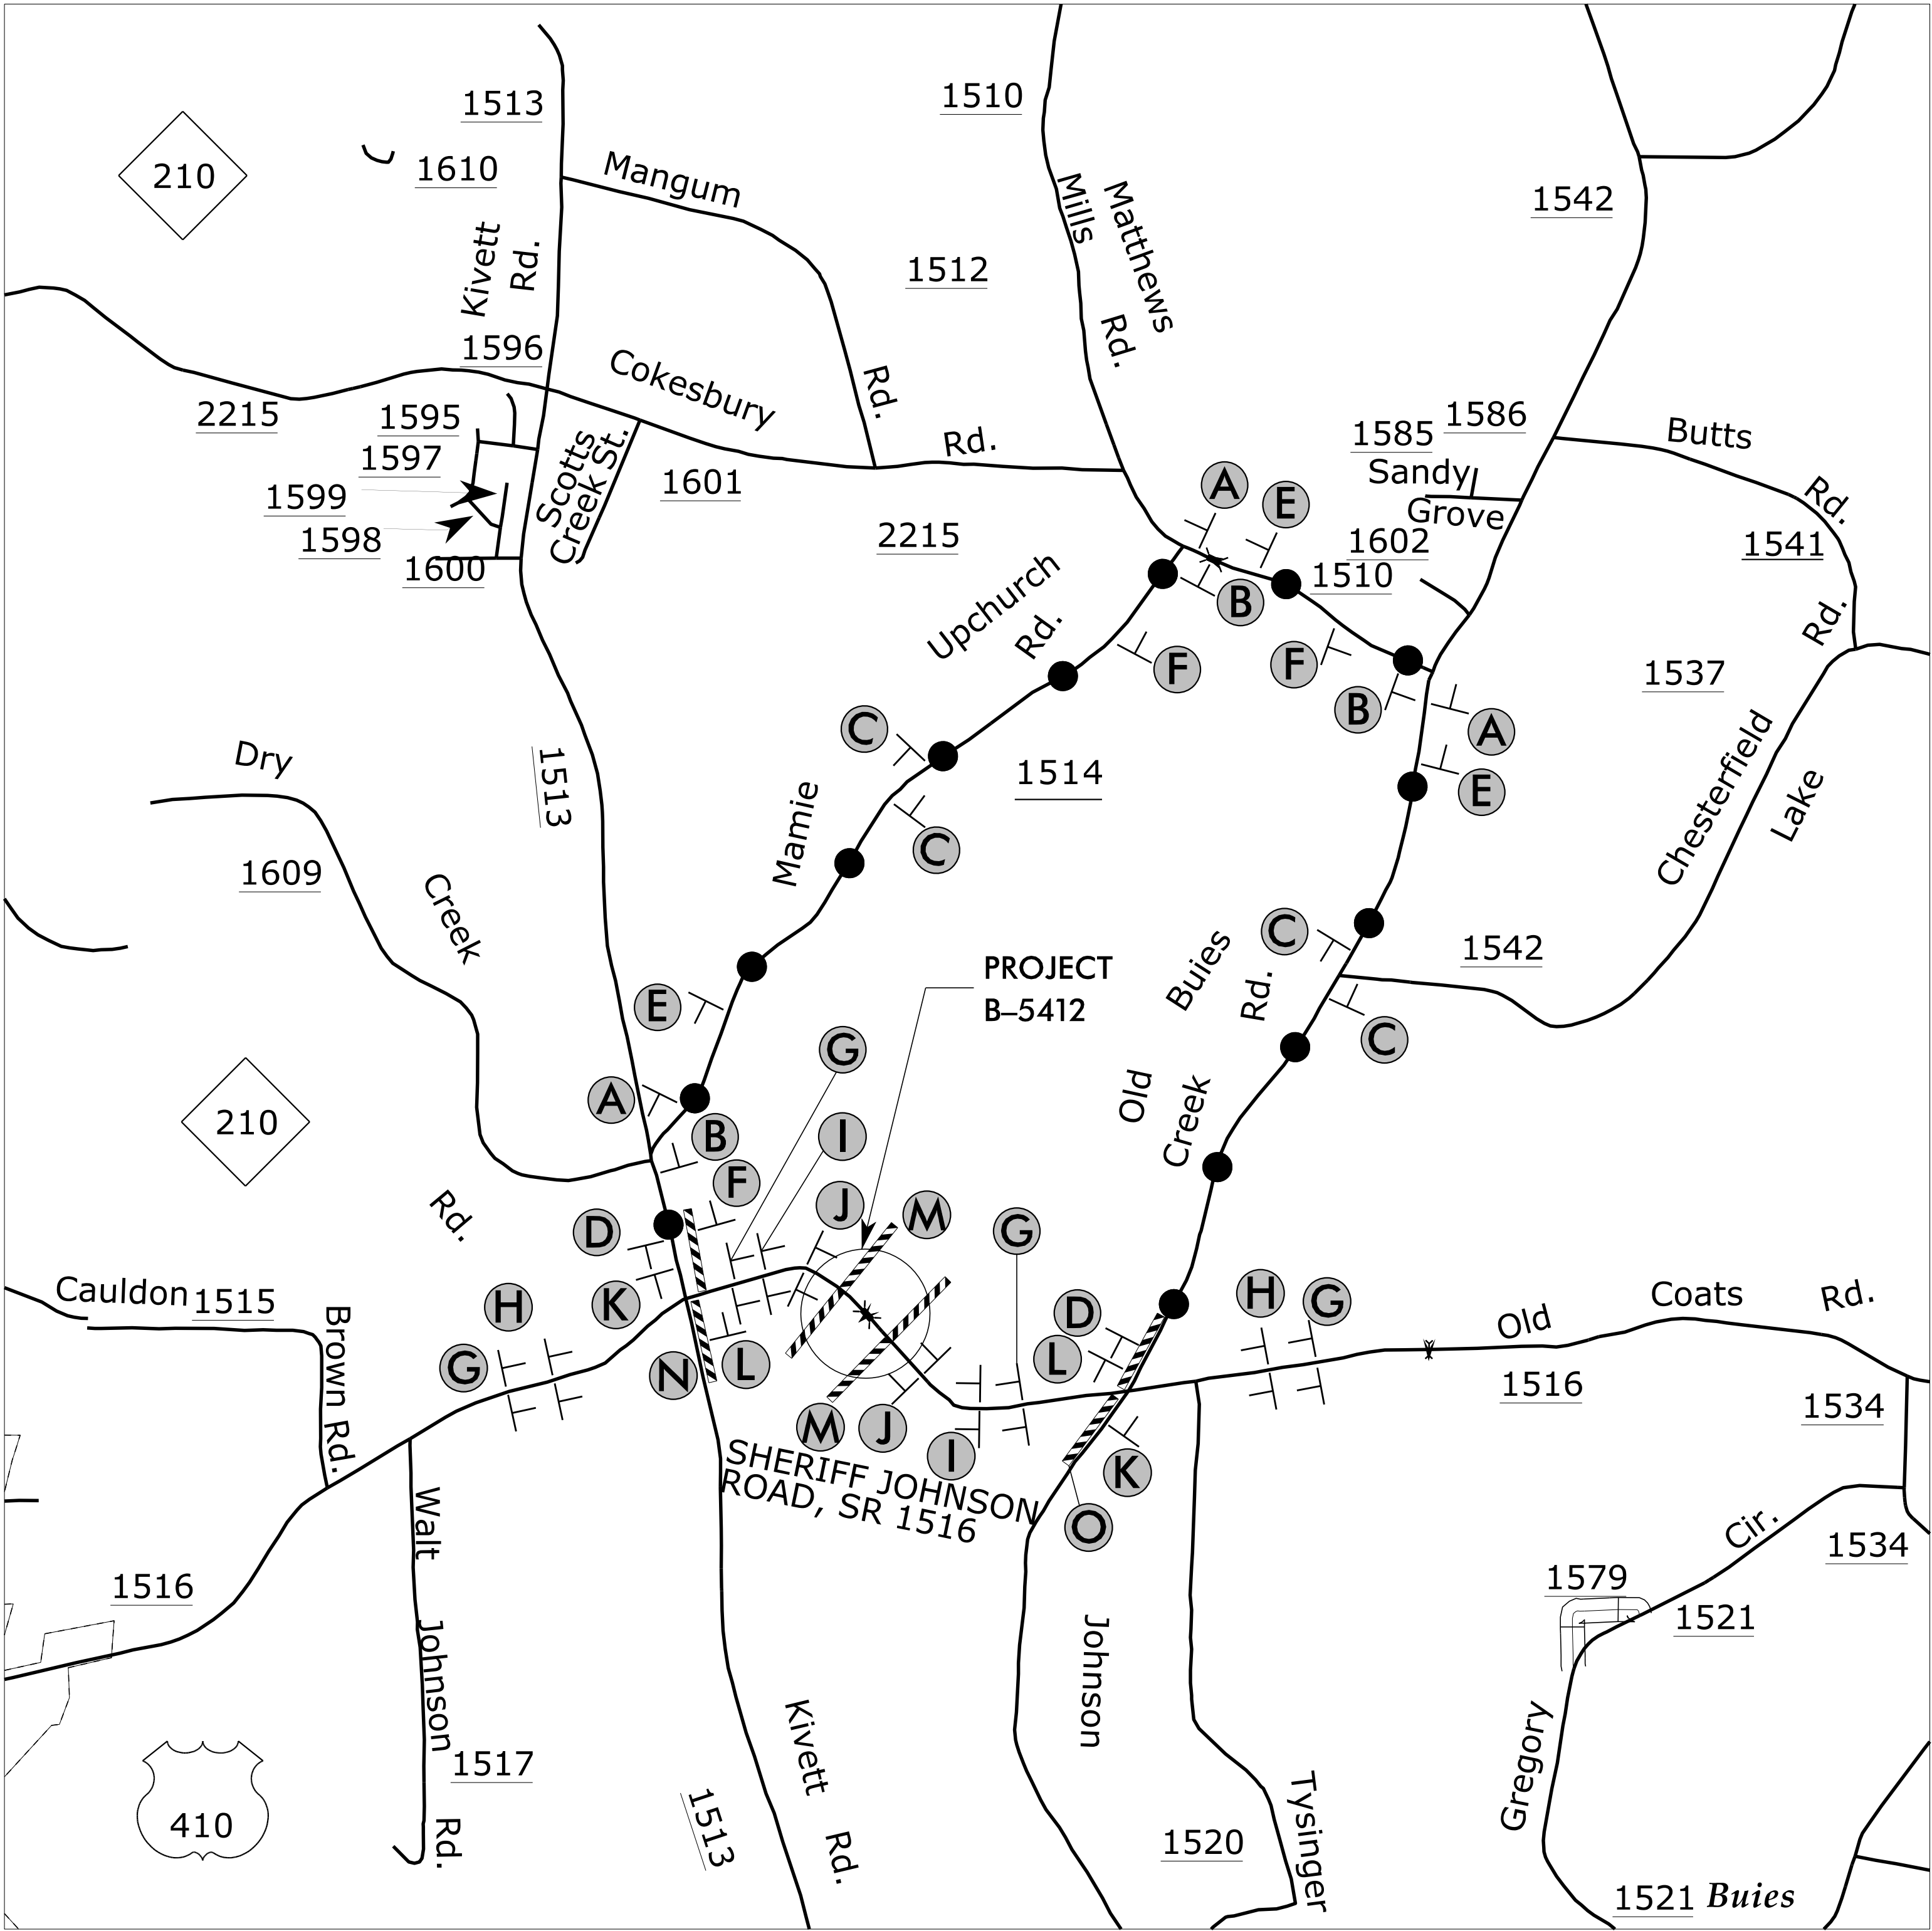 1513
1510
210
1610
Mangum
1542
Mills
Matthews
Rd.
Kivett
Rd.
1512
1596
Cokesbury
Rd.
Rd.
2215
1595
1597
1599
1598
1600
Scotts
Creek St.
1601
2215
1585
1586
Sandy
Grove
1602
1510
Butts
Rd.
1541
Rd.
A
E
B
F
F
B
A
E
Upchurch
Rd.
1537
Dry
1513
C
C
Mamie
1514
Chesterfield
Lake
1609
Creek
C
Buies
Rd.
1542
C
PROJECT
B–5412
E
A
B
F
G
I
J
M
Old
Creek
210
Rd.
D
K
G
Cauldon
1515
Brown Rd.
H
G
N
L
M
J
I
D
L
H
G
K
O
Old
Coats
Rd.
1516
1534
SHERIFF JOHNSON
ROAD, SR 1516
Walt
Johnson
Rd.
1516
Cir.
1534
1579
1521
410
1517
1513
Kivett
Rd.
Johnson
1520
Tysinger
Gregory
1521
Buies